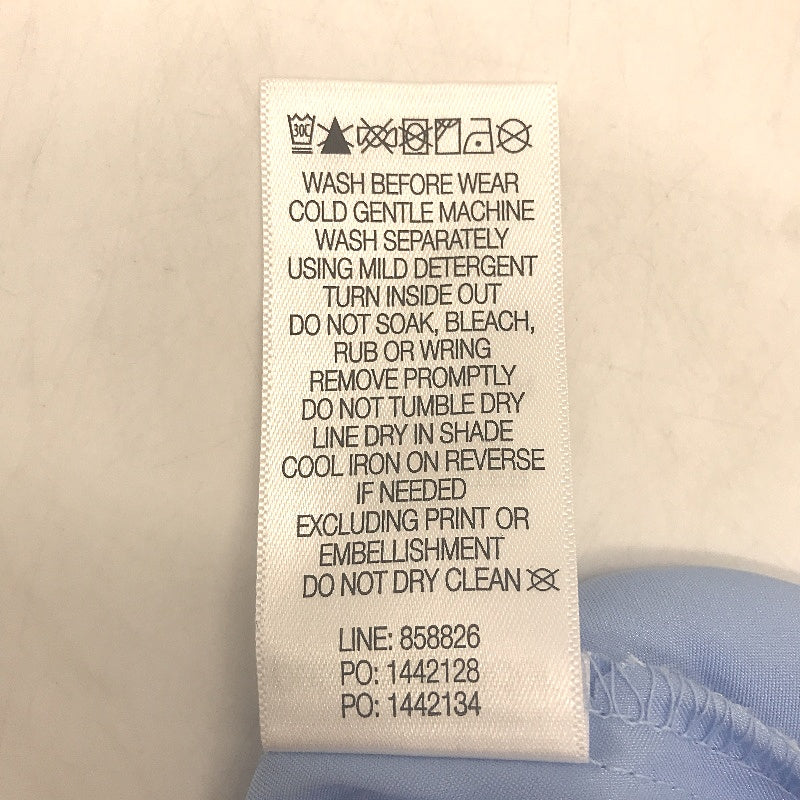 30C
WASH BEFORE WEAR
COLD GENTLE MACHINE
WASH SEPARATELY
USING MILD DETERGENT
TURN INSIDE OUT
DO NOT SOAK, BLEACH,
RUB OR WRING
REMOVE PROMPTLY
DO NOT TUMBLE DRY
LINE DRY IN SHADE
COOL IRON ON REVERSE
IF NEEDED
EXCLUDING PRINT OR
EMBELLISHMENT
DO NOT DRY CLEAN
LINE: 858826
PO: 1442128
PO: 1442134